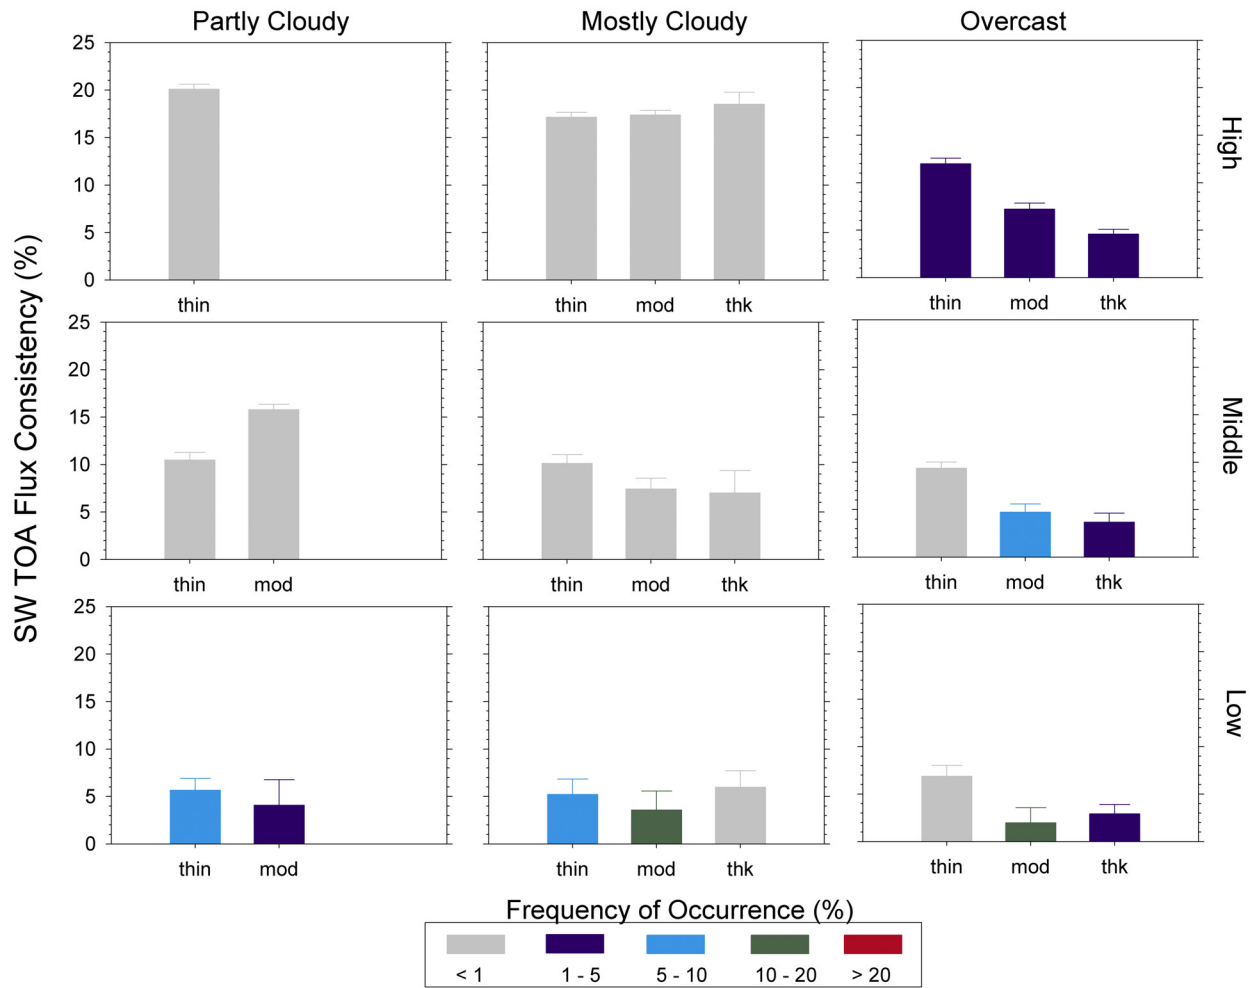 Partly Cloudy Mostly Cloudy Overcast
SW TOA Flux Consistency (%)
25
20
15
10
5
0
thin
thin mod thk
thin mod thk
High
25
20
15
10
5
0
thin mod
thin mod thk
thin mod thk
Middle
25
20
15
10
5
0
thin mod
thin mod thk
thin mod thk
Low
Frequency of Occurrence (%)
< 1 1 - 5 5 - 10 10 - 20 > 20